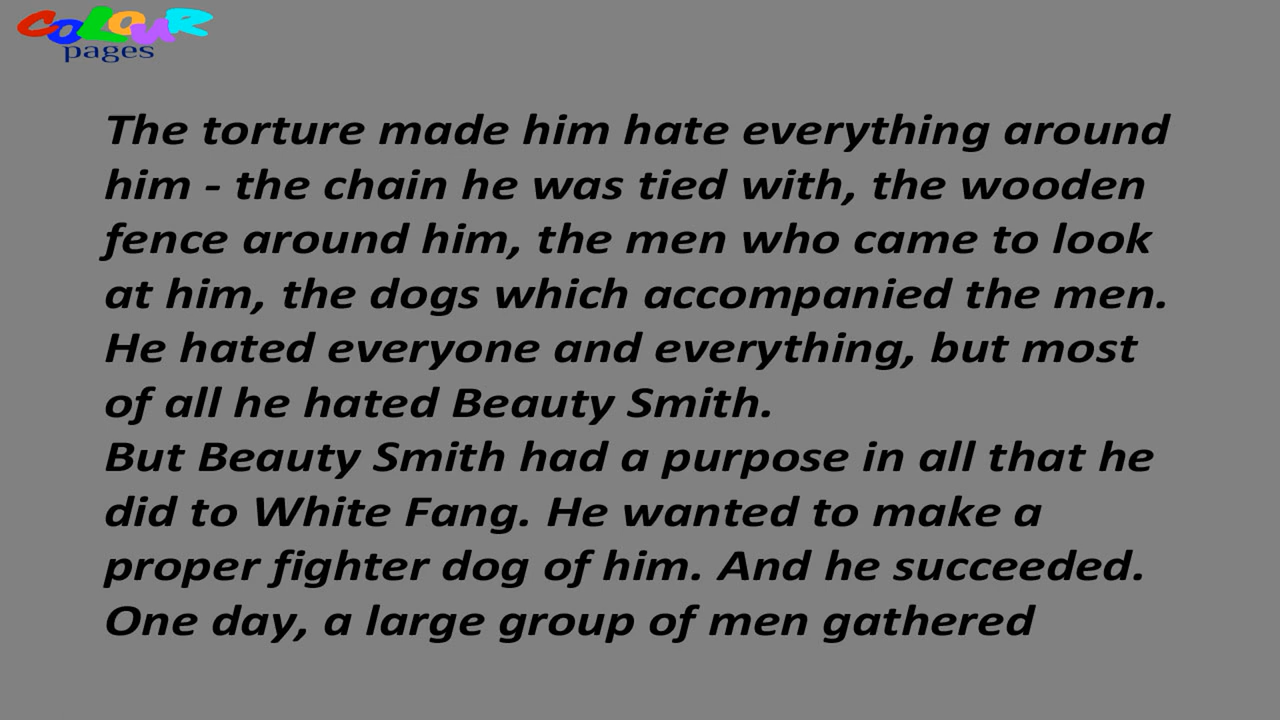 COLOUR
pages
The torture made him hate everything around
him - the chain he was tied with, the wooden
fence around him, the men who came to look
at him, the dogs which accompanied the men.
He hated everyone and everything, but most
of all he hated Beauty Smith.
But Beauty Smith had a purpose in all that he
did to White Fang. He wanted to make a
proper fighter dog of him. And he succeeded.
One day, a large group of men gathered